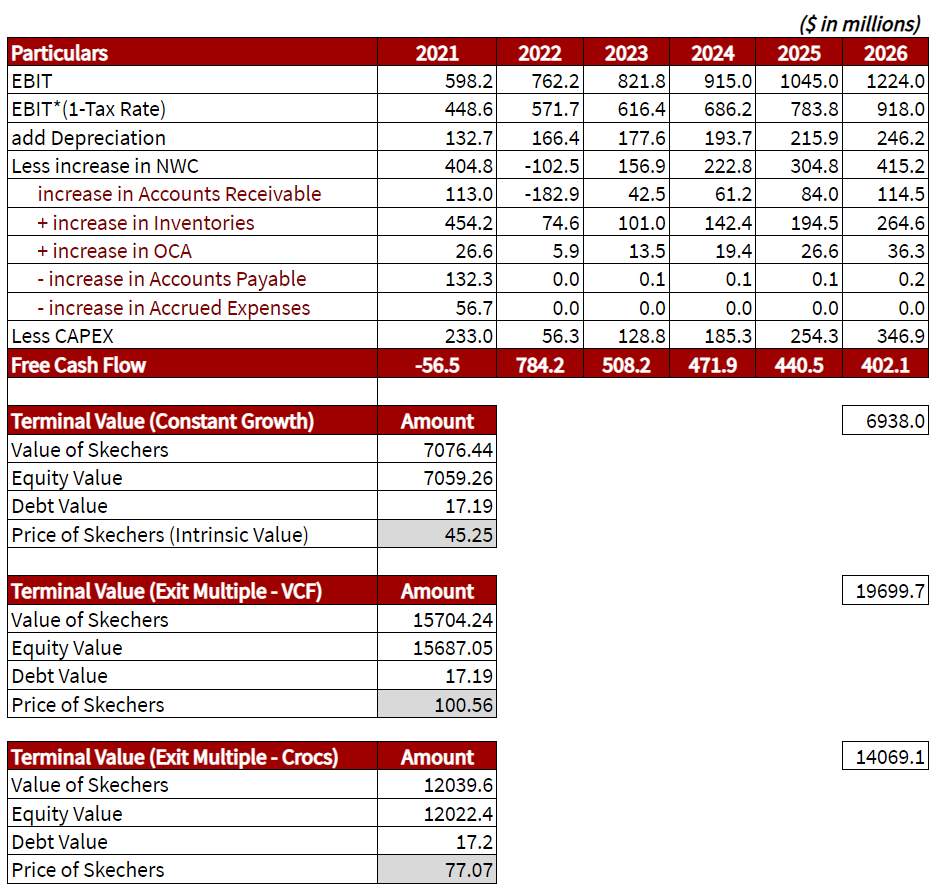 ($ in millions)
Particulars 2021 2022 2023 2024 2025 2026
EBIT 598.2 762.2 821.8 915.0 1045.0 1224.0
EBIT*(1-Tax Rate) 448.6 571.7 616.4 686.2 783.8 918.0
add Depreciation 132.7 166.4 177.6 193.7 215.9 246.2
Less increase in NWC 404.8 -102.5 156.9 222.8 304.8 415.2
increase in Accounts Receivable 113.0 -182.9 42.5 61.2 84.0 114.5
+ increase in Inventories 454.2 74.6 101.0 142.4 194.5 264.6
+ increase in OCA 26.6 5.9 13.5 19.4 26.6 36.3
- increase in Accounts Payable 132.3 0.0 0.1 0.1 0.1 0.2
- increase in Accrued Expenses 56.7 0.0 0.0 0.0 0.0 0.0
Less CAPEX 233.0 56.3 128.8 185.3 254.3 346.9
Free Cash Flow -56.5 784.2 508.2 471.9 440.5 402.1
Terminal Value (Constant Growth) Amount 6938.0
Value of Skechers 7076.44
Equity Value 7059.26
Debt Value 17.19
Price of Skechers (Intrinsic Value) 45.25
Terminal Value (Exit Multiple - VCF) Amount 19699.7
Value of Skechers 15704.24
Equity Value 15687.05
Debt Value 17.19
Price of Skechers 100.56
Terminal Value (Exit Multiple - Crocs) Amount 14069.1
Value of Skechers 12039.6
Equity Value 12022.4
Debt Value 17.2
Price of Skechers 77.07